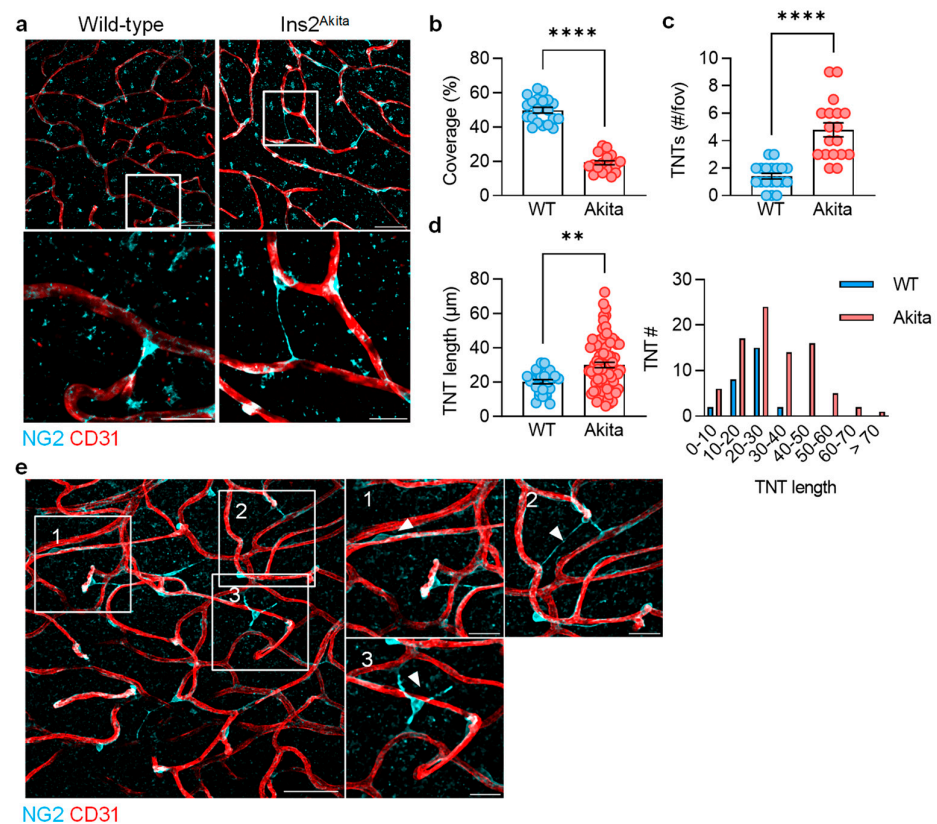 a
Wild-type
Ins2Akita
NG2 CD31
b
****
Coverage (%)
80
60
40
20
0
WT
Akita
c
****
TNTs (#/fov)
10
8
6
4
2
0
WT
Akita
d
**
TNT length (µm)
80
60
40
20
0
WT
Akita
TNT #
30
20
10
0
WT
Akita
0-10
10-20
20-30
30-40
40-50
50-60
60-70
> 70
TNT length
e
1
2
3
1
2
3
NG2 CD31